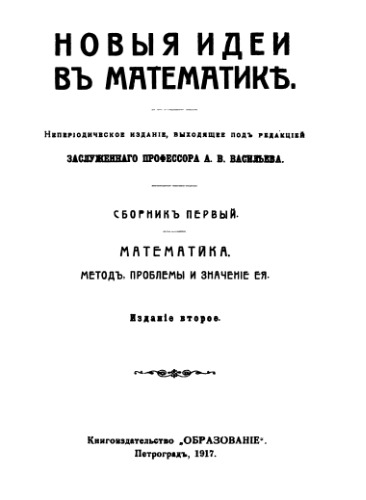 НОВЫЯ ИДЕИ
ВЪ МАТЕМАТИКѢ.
Неперіодическое изданіе, выходящее подъ редакціей
ЗАСЛУЖЕННАГО ПРОФЕССОРА А. В. ВАСИЛЬЕВА.
СБОРНИКЪ ПЕРВЫЙ.
МАТЕМАТИКА.
МЕТОДЪ, ПРОБЛЕМЫ И ЗНАЧЕНІЕ ЕЯ.
Изданіе второе.
Книгоиздательство „ОБРАЗОВАНІЕ“.
Петроградъ, 1917.